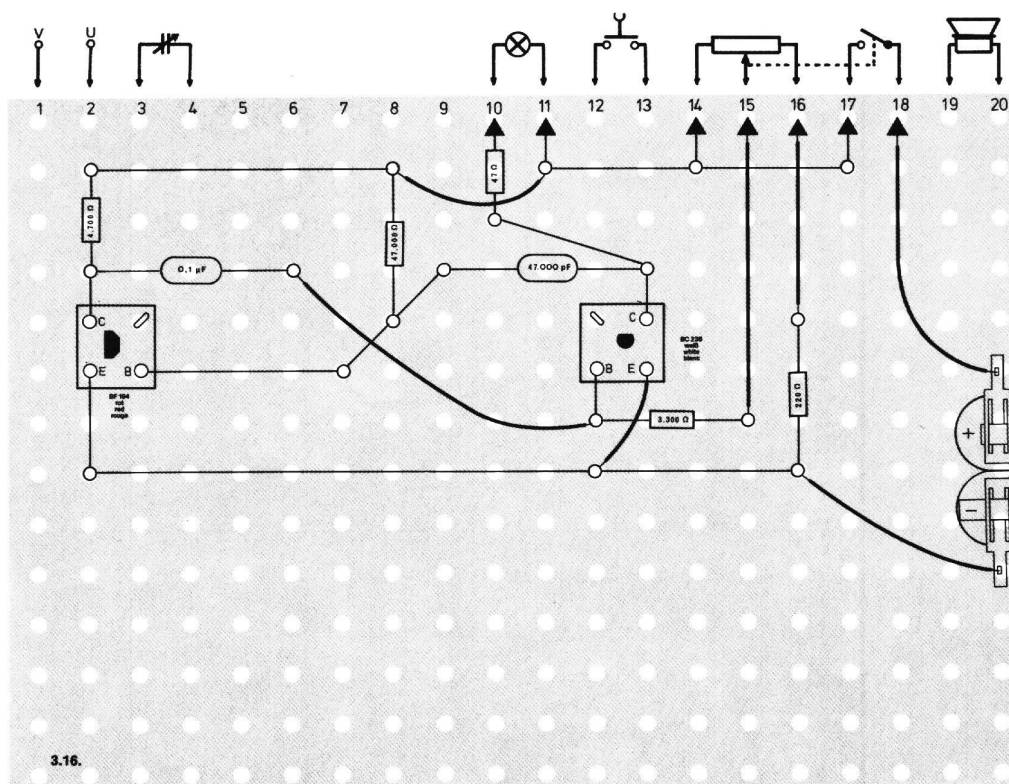 V
U
1 2 3 4 5 6 7 8 9 10 11 12 13 14 15 16 17 18 19 20
47 Ω
4.700 Ω
47.000 Ω
0,1 µF
47.000 pF
C
C
E B
B E
BF 194
rot
red
rouge
BC 238
weiß
white
blanc
3.300 Ω
220 Ω
+
−
3.16.